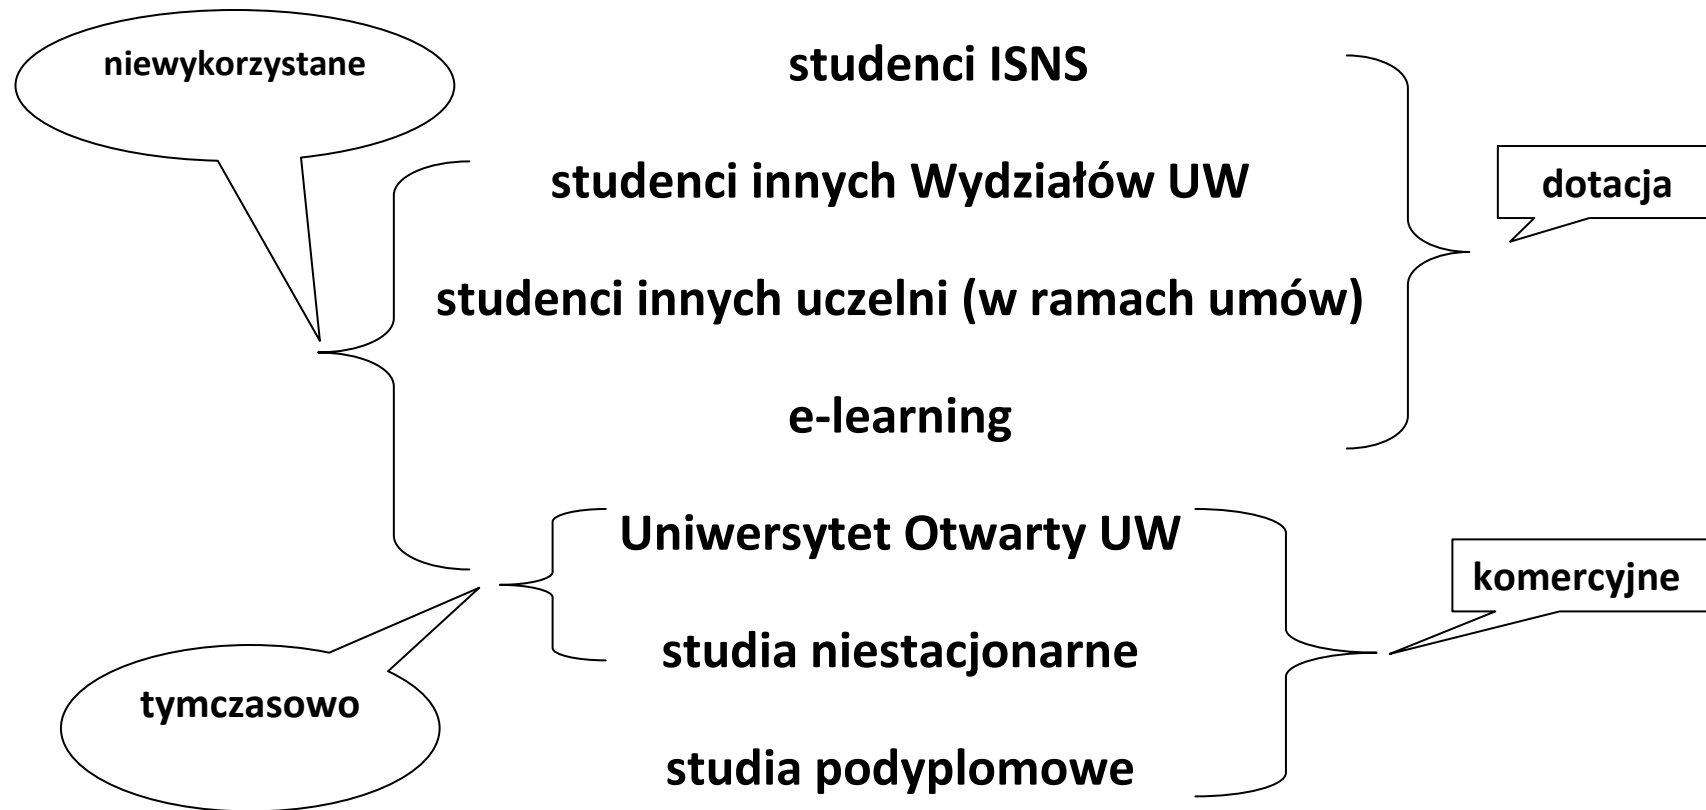 niewykorzystane
studenci ISNS
studenci innych Wydziałów UW
dotacja
studenci innych uczelni (w ramach umów)
e-learning
Uniwersytet Otwarty UW
komercyjne
studia niestacjonarne
tymczasowo
studia podyplomowe